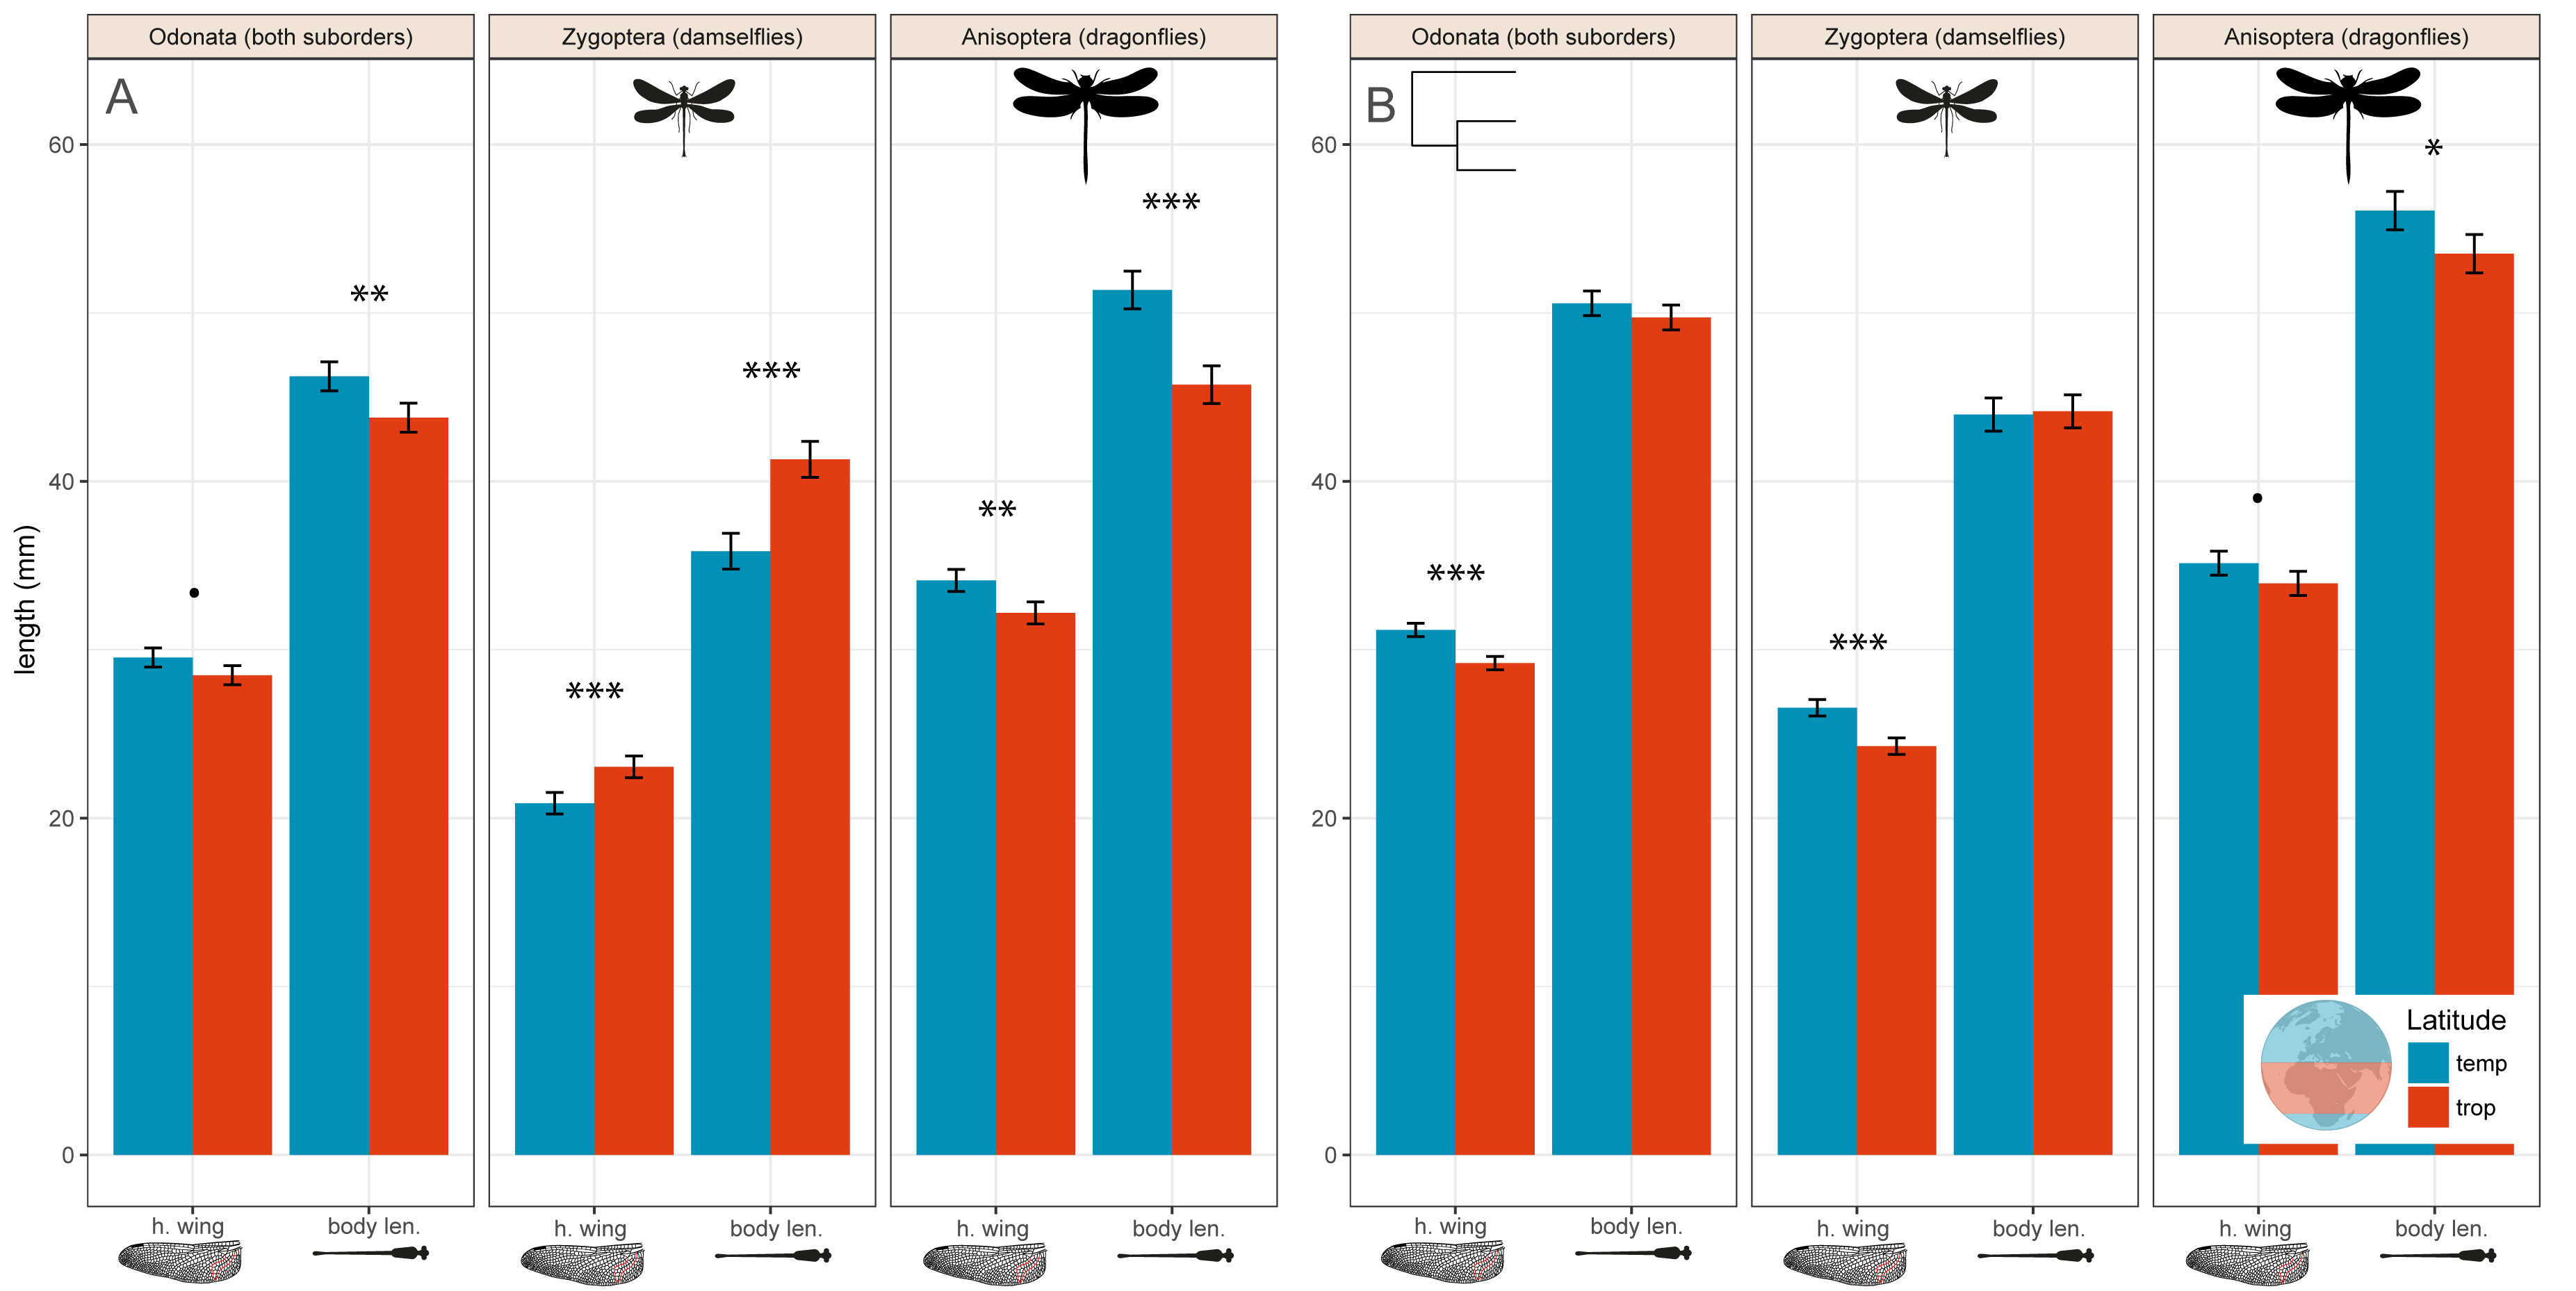 Odonata (both suborders) Zygoptera (damselflies) Anisoptera (dragonflies) Odonata (both suborders) Zygoptera (damselflies) Anisoptera (dragonflies)
A
B
60
60
*
***
**
***
40
40
**
•
***
•
***
***
length (mm)
20
20
Latitude
temp
trop
0
0
h. wing body len. h. wing body len. h. wing body len. h. wing body len. h. wing body len. h. wing body len.